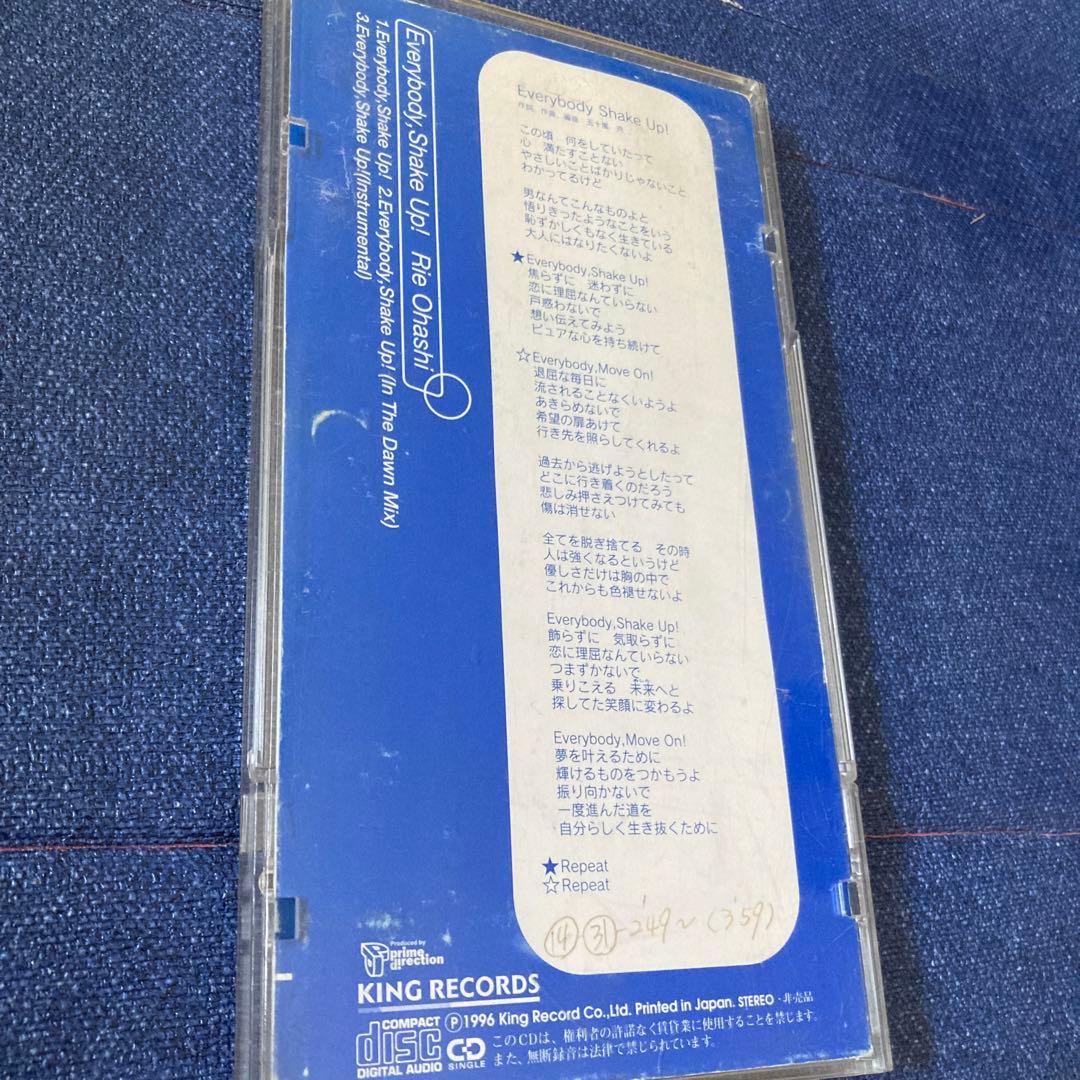 Everybody,Shake Up! Rie Ohashi
1.Everybody,Shake Up! 2.Everybody,Shake Up! (In The Dawn Mix)
3.Everybody,Shake Up!(Instrumental)
Everybody Shake Up!
作詞、作曲、編曲 五十嵐 充
この頃 何をしていたって
心 満たすことない
やさしいことばかりじゃないこと
わかってるけど
男なんてこんなものよと
悟りきったようなことをいう
恥ずかしくもなく生きている
大人にはなりたくないよ
★Everybody,Shake Up!
焦らずに 迷わずに
恋に理屈なんていらない
戸惑わないで
想い伝えてみよう
ピュアな心を持ち続けて
☆Everybody,Move On!
退屈な毎日に
流されることなくいようよ
あきらめないで
希望の扉あけて
行き先を照らしてくれるよ
過去から逃げようとしたって
どこに行き着くのだろう
悲しみ押さえつけてみても
傷は消せない
全てを脱ぎ捨てる その時
人は強くなるというけど
優しさだけは胸の中で
これからも色褪せないよ
Everybody,Shake Up!
飾らずに 気取らずに
恋に理屈なんていらない
つまずかないで
乗りこえる 未来へと
探してた笑顔に変わるよ
Everybody,Move On!
夢を叶えるために
輝けるものをつかもうよ
振り向かないで
一度進んだ道を
自分らしく生き抜くために
★Repeat
☆Repeat
⑭-㉛-2'49~(3'59)
Produced by
prime direction
KING RECORDS
COMPACT disc DIGITAL AUDIO
CD SINGLE
Ⓟ1996 King Record Co.,Ltd. Printed in Japan. STEREO・非売品
このCDは、権利者の許諾なく賃貸業に使用することを禁じます。
また、無断録音は法律で禁じられています。